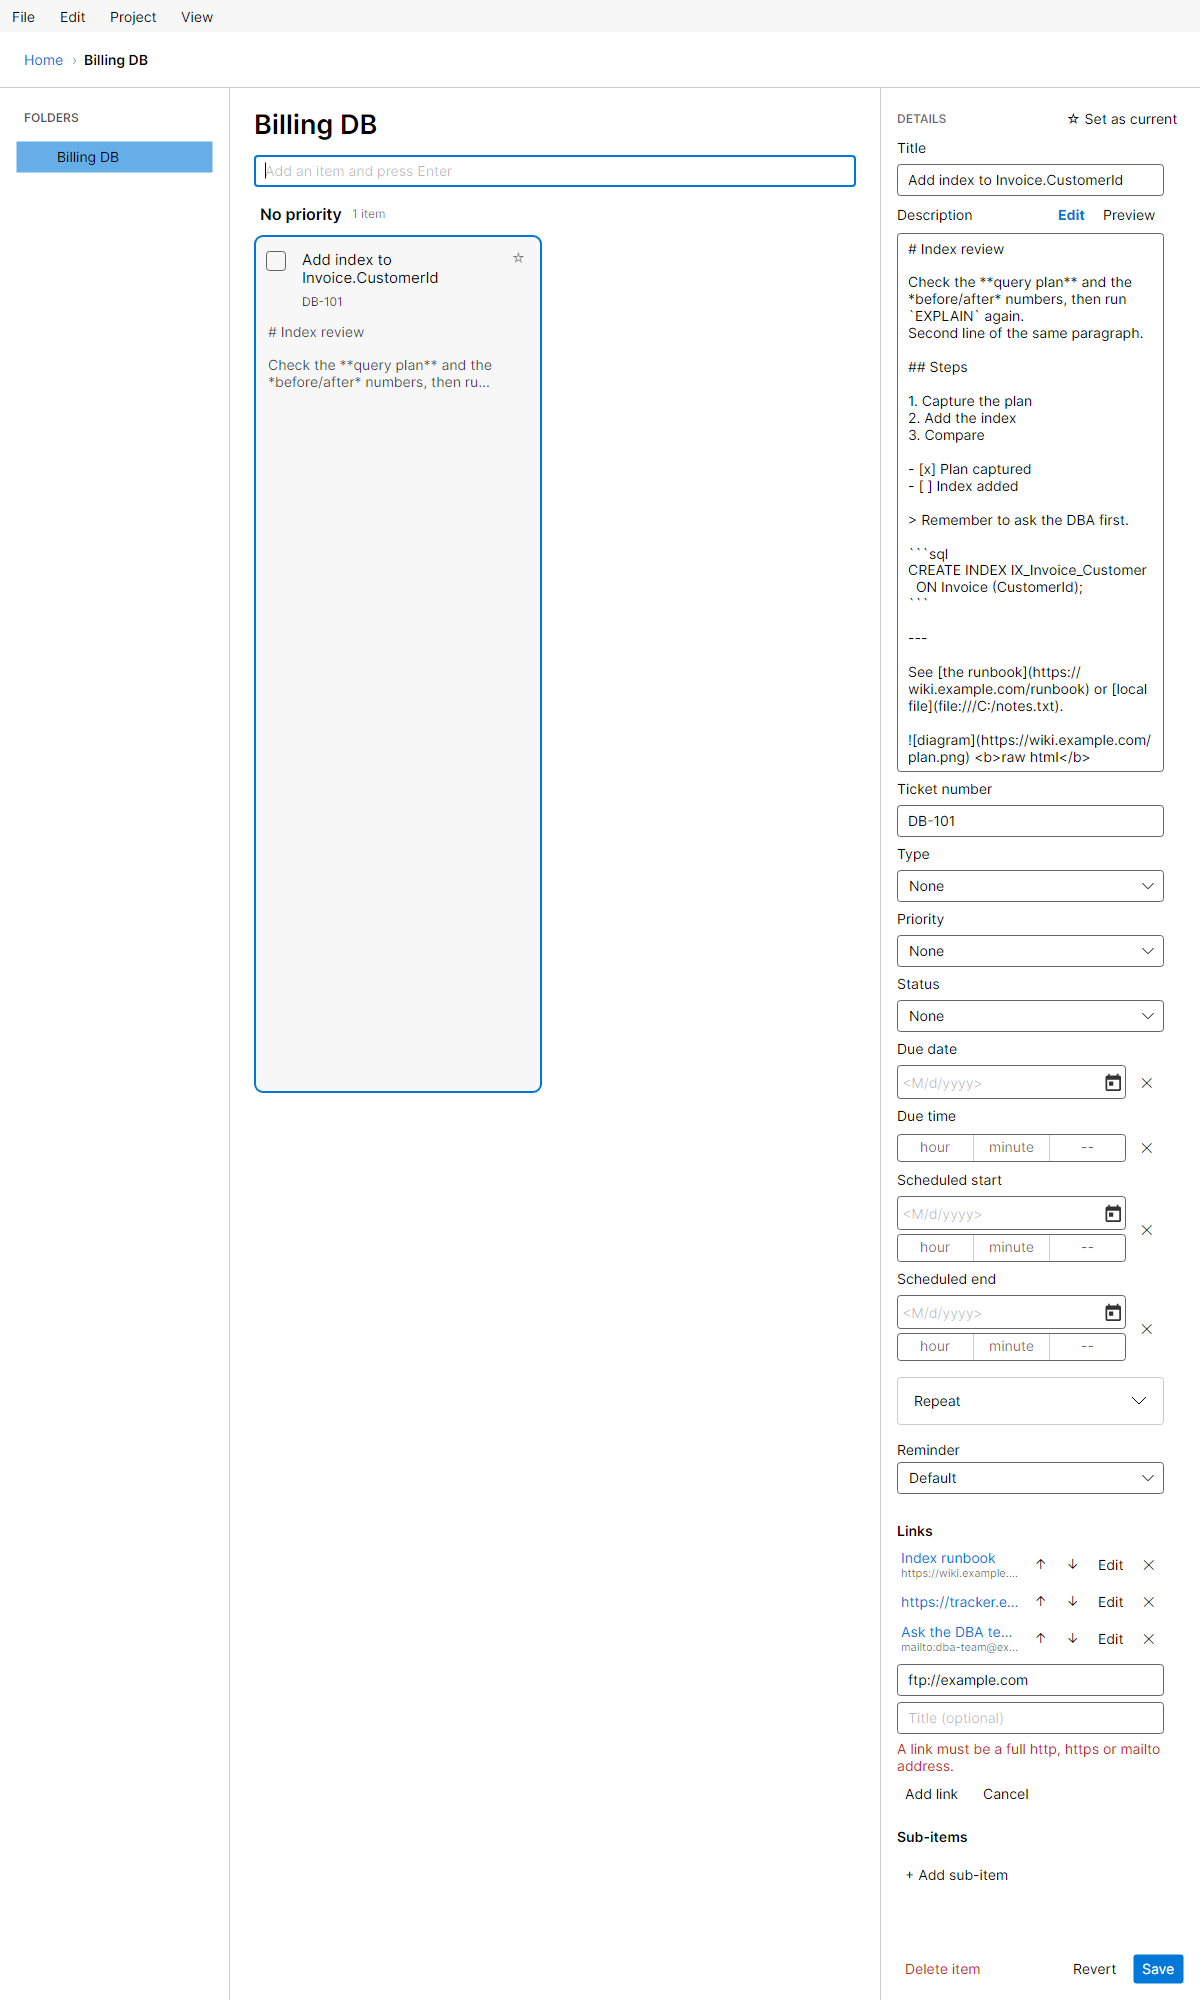 File Edit Project View
Home › Billing DB
FOLDERS
Billing DB
Billing DB
Add an item and press Enter
No priority 1 item
Add index to
Invoice.CustomerId
DB-101
# Index review
Check the **query plan** and the
*before/after* numbers, then ru...
DETAILS
☆ Set as current
Title
Add index to Invoice.CustomerId
Description Edit Preview
# Index review
Check the **query plan** and the
*before/after* numbers, then run
`EXPLAIN` again.
Second line of the same paragraph.
## Steps
1. Capture the plan
2. Add the index
3. Compare
- [x] Plan captured
- [ ] Index added
> Remember to ask the DBA first.
```sql
CREATE INDEX IX_Invoice_Customer
ON Invoice (CustomerId);
```
---
See [the runbook](https://
wiki.example.com/runbook) or [local
file](file:///C:/notes.txt).
![diagram](https://wiki.example.com/
plan.png) <b>raw html</b>
Ticket number
DB-101
Type
None
Priority
None
Status
None
Due date
<M/d/yyyy>
Due time
hour minute --
Scheduled start
<M/d/yyyy>
hour minute --
Scheduled end
<M/d/yyyy>
hour minute --
Repeat
Reminder
Default
Links
Index runbook
https://wiki.example....
↑ ↓ Edit
https://tracker.e...
↑ ↓ Edit
Ask the DBA te...
mailto:dba-team@ex...
↑ ↓ Edit
ftp://example.com
Title (optional)
A link must be a full http, https or mailto
address.
Add link Cancel
Sub-items
+ Add sub-item
Delete item Revert Save